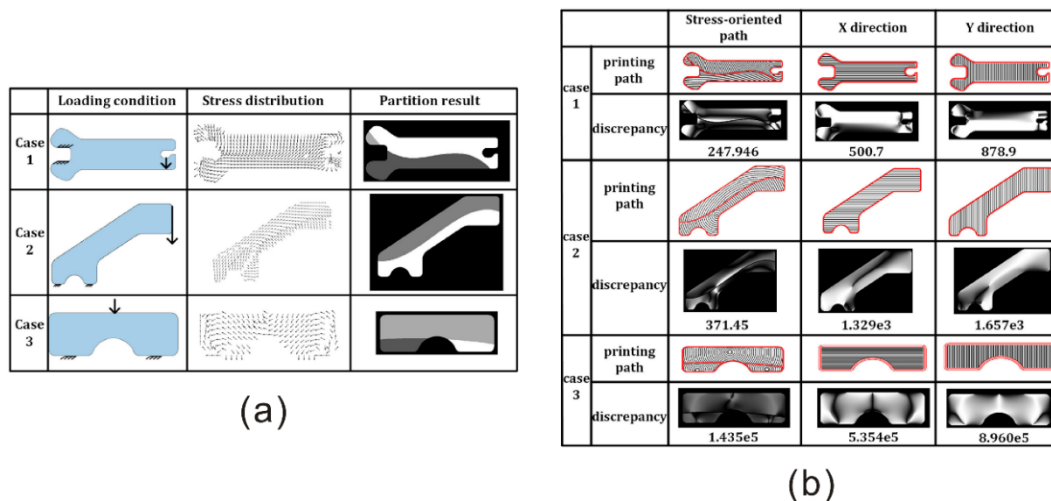 Loading condition Stress distribution Partition result
Case
1
Case
2
Case
3
(a)
Stress-oriented
path
X direction Y direction
case
1
printing
path
discrepancy
247.946 500.7 878.9
case
2
printing
path
discrepancy
371.45 1.329e3 1.657e3
case
3
printing
path
discrepancy
1.435e5 5.354e5 8.960e5
(b)